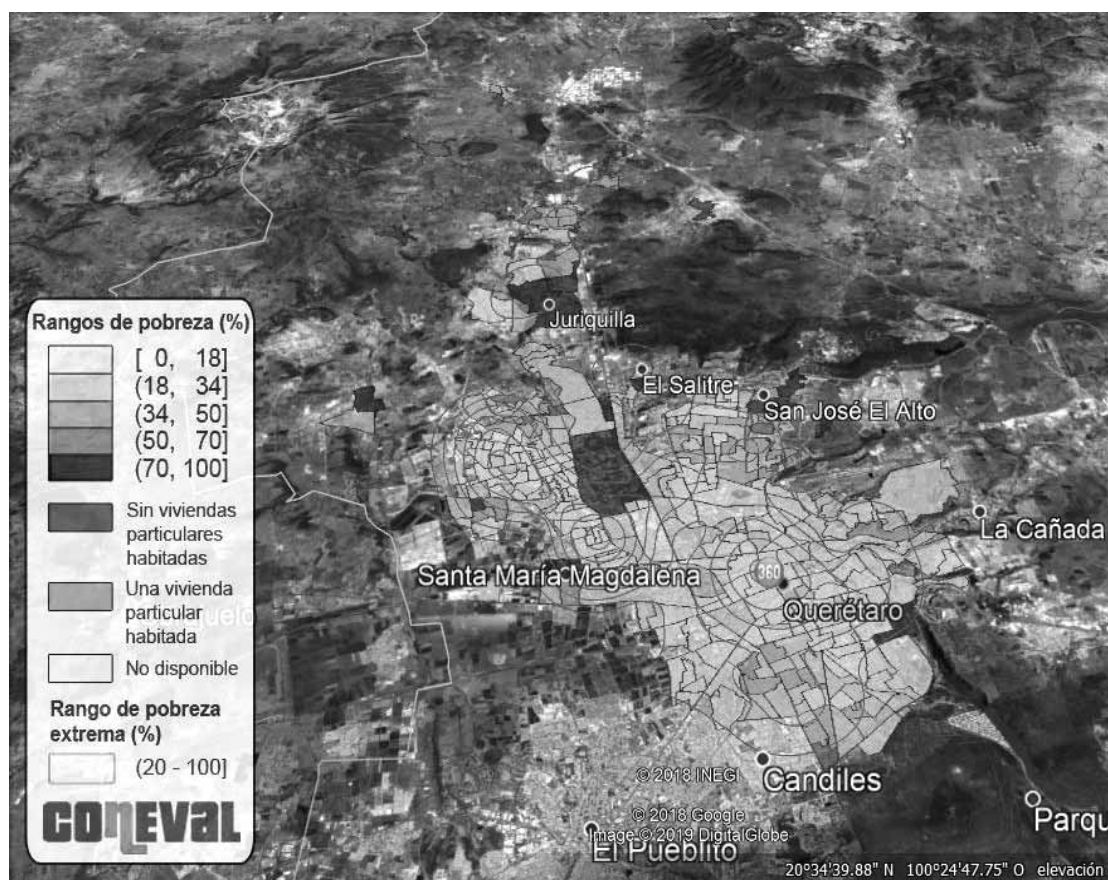 Juriquilla
El Salitre
San José El Alto
La Cañada
Santa María Magdalena
360
Querétaro
Candiles
Parqu
El Pueblito
Rangos de pobreza (%)
[ 0, 18]
(18, 34]
(34, 50]
(50, 70]
(70, 100]
Sin viviendas
particulares
habitadas
Una vivienda
particular
habitada
No disponible
Rango de pobreza
extrema (%)
(20 - 100]
CONEVAL
© 2018 INEGI
© 2018 Google
Image © 2019 DigitalGlobe
20°34'39.88" N 100°24'47.75" O elevación